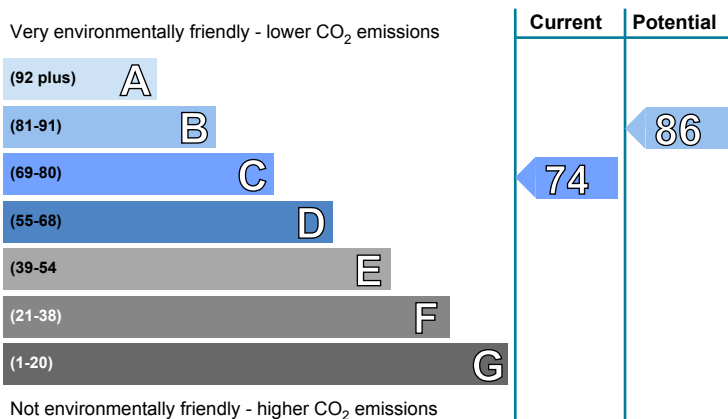 Current Potential
Very environmentally friendly - lower CO2 emissions
(92 plus) A
(81-91) B 86
(69-80) C 74
(55-68) D
(39-54 E
(21-38) F
(1-20) G
Not environmentally friendly - higher CO2 emissions